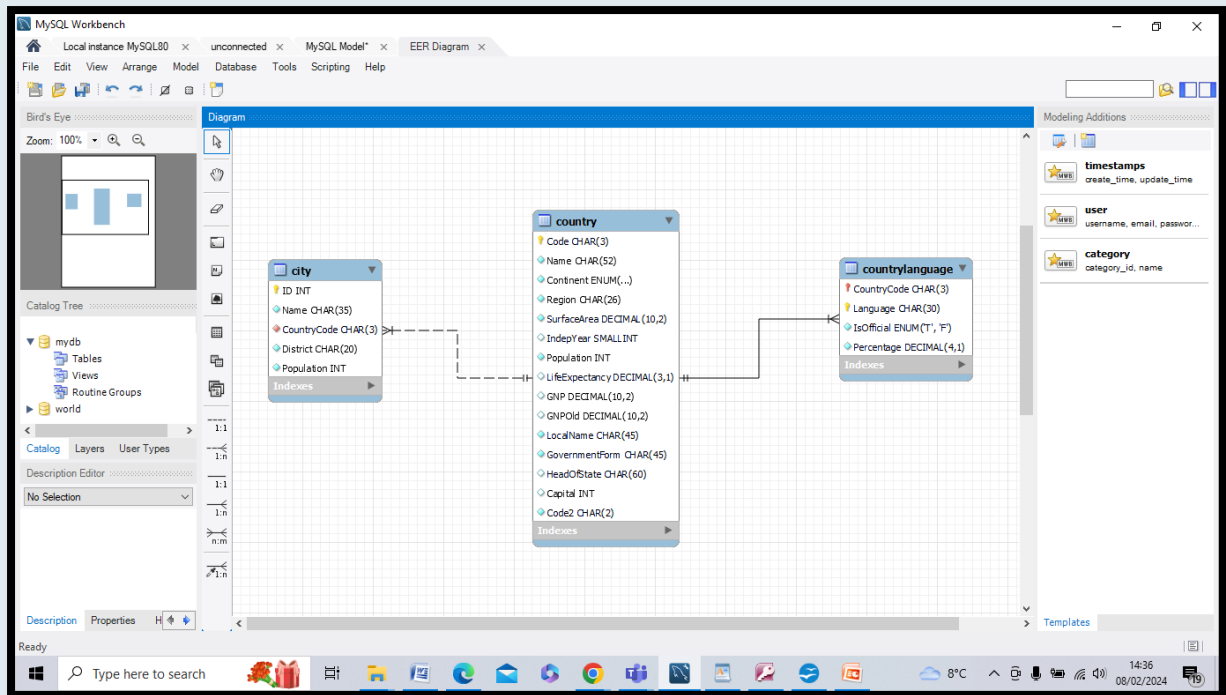 MySQL Workbench
Local instance MySQL80 unconnected MySQL Model* EER Diagram
File Edit View Arrange Model Database Tools Scripting Help
Bird's Eye
Zoom: 100%
Diagram
Modeling Additions
timestamps
create_time, update_time
user
username, email, passwor...
category
category_id, name
Templates
Catalog Tree
mydb
Tables
Views
Routine Groups
world
Catalog Layers User Types
Description Editor
No Selection
Description Properties H
1:1
1:n
1:1
1:n
n:m
1:n
city
ID INT
Name CHAR(35)
CountryCode CHAR(3)
District CHAR(20)
Population INT
Indexes
country
Code CHAR(3)
Name CHAR(52)
Continent ENUM(...)
Region CHAR(26)
SurfaceArea DECIMAL(10,2)
IndepYear SMALLINT
Population INT
LifeExpectancy DECIMAL(3,1)
GNP DECIMAL(10,2)
GNPOld DECIMAL(10,2)
LocalName CHAR(45)
GovernmentForm CHAR(45)
HeadOfState CHAR(60)
Capital INT
Code2 CHAR(2)
Indexes
countrylanguage
CountryCode CHAR(3)
Language CHAR(30)
IsOfficial ENUM('T', 'F')
Percentage DECIMAL(4,1)
Indexes
Ready
Type here to search
8°C
14:36
08/02/2024
19